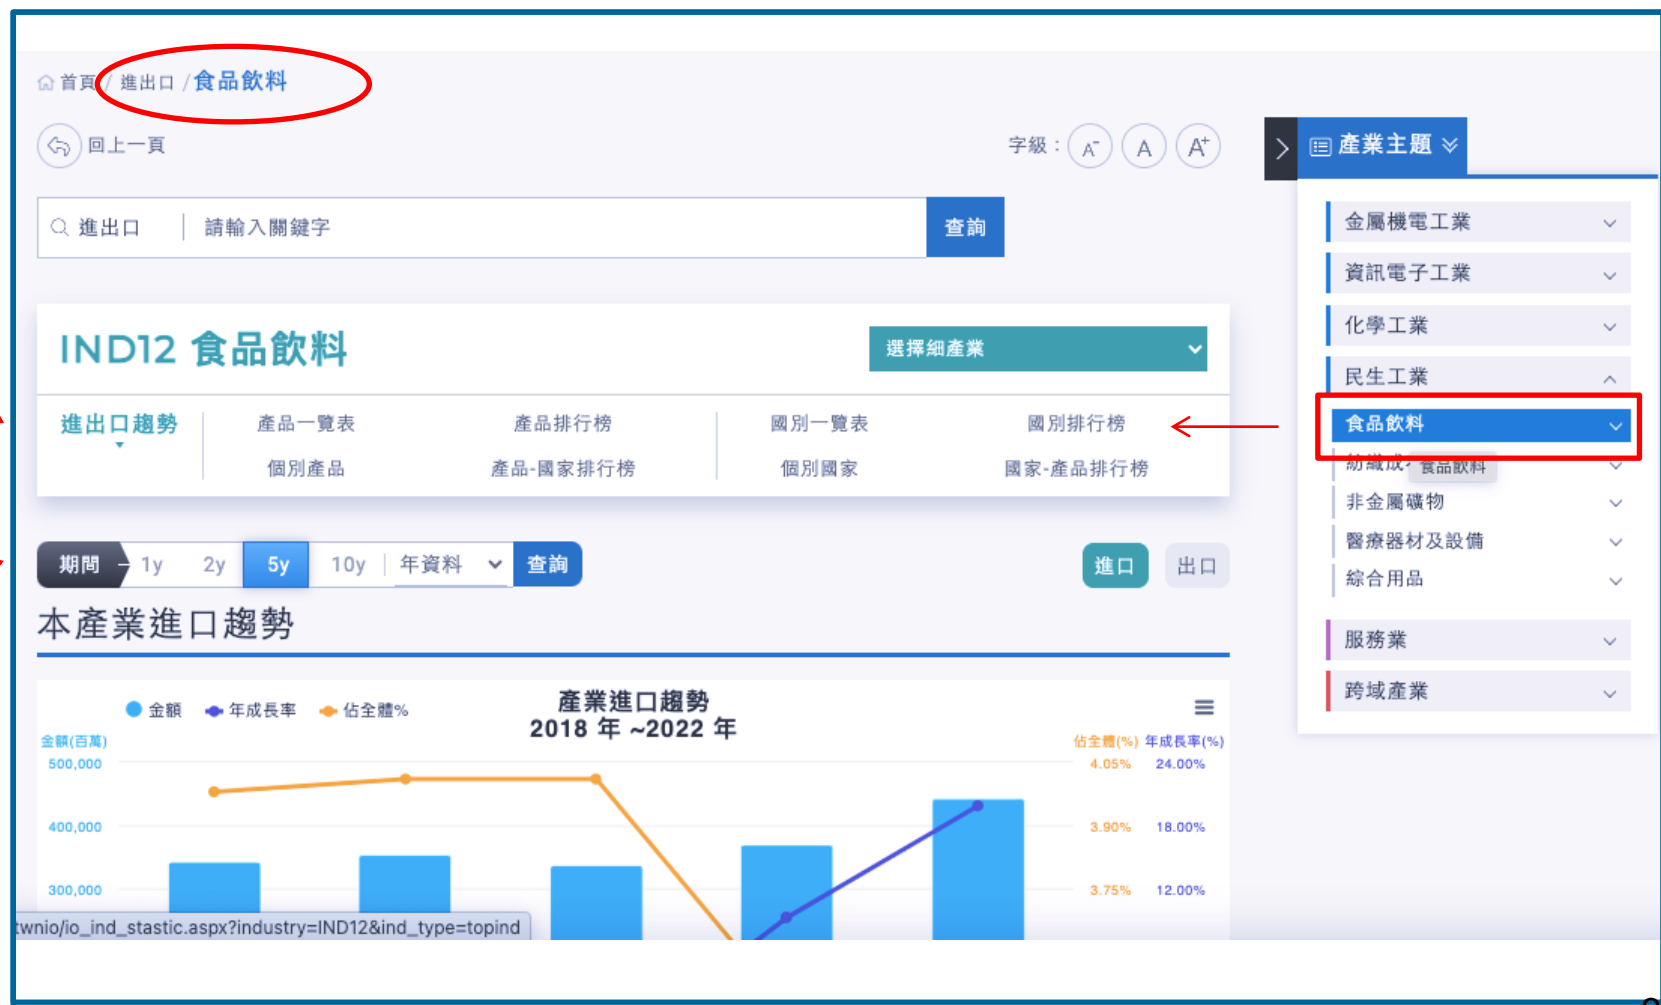 首頁 / 進出口 / 食品飲料
回上一頁
字級：A- A A+
進出口 請輸入關鍵字 查詢
IND12 食品飲料 選擇細產業
進出口趨勢 產品一覽表 產品排行榜 國別一覽表 國別排行榜
個別產品 產品-國家排行榜 個別國家 國家-產品排行榜
期間 1y 2y 5y 10y 年資料 查詢 進口 出口
本產業進口趨勢
產業進口趨勢
2018 年 ~2022 年
金額 年成長率 佔全體%
金額(百萬) 佔全體(%) 年成長率(%)
500,000 4.05% 24.00%
400,000 3.90% 18.00%
300,000 3.75% 12.00%
twnio/io_ind_stastic.aspx?industry=IND12&ind_type=topind
產業主題
金屬機電工業
資訊電子工業
化學工業
民生工業
食品飲料
紡織成
食品飲料
非金屬礦物
醫療器材及設備
綜合用品
服務業
跨域產業